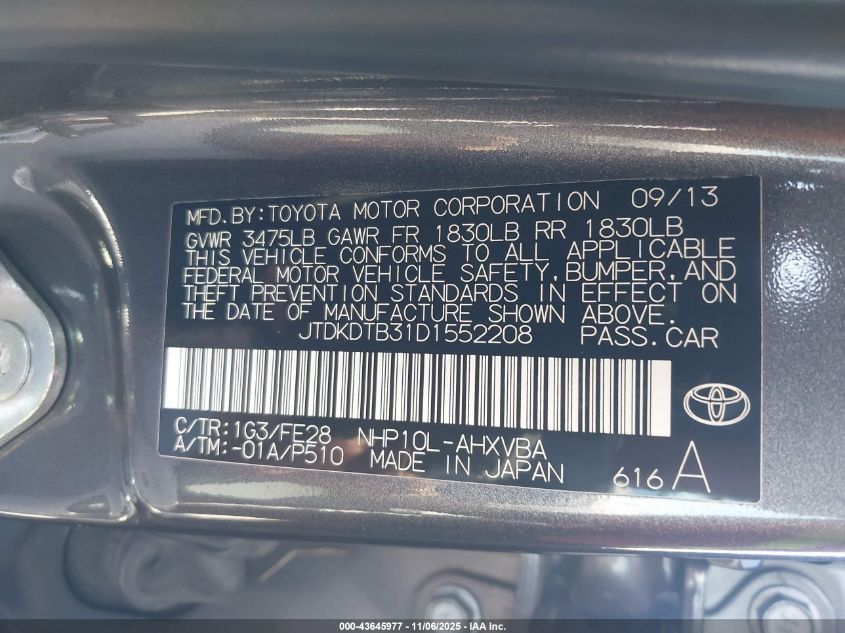 MFD.BY:TOYOTA MOTOR CORPORATION 09/13
GVWR 3475LB GAWR FR 1830LB RR 1830LB
THIS VEHICLE CONFORMS TO ALL APPLICABLE
FEDERAL MOTOR VEHICLE SAFETY,BUMPER,AND
THEFT PREVENTION STANDARDS IN EFFECT ON
THE DATE OF MANUFACTURE SHOWN ABOVE.
JTDKDTB31D1552208 PASS.CAR
C/TR:1G3/FE28 NHP10L-AHXVBA
A/TM:-01A/P510 MADE IN JAPAN 616 A
000-43645977 - 11/06/2025 - IAA Inc.